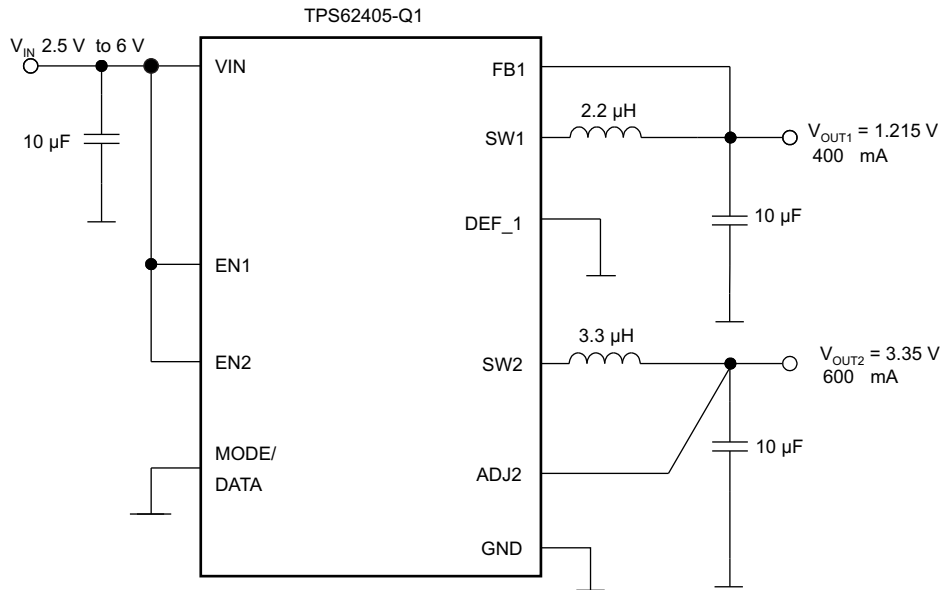 TPS62405-Q1
VIN 2.5 V to 6 V
VIN
FB1
10 µF
2.2 µH
SW1
VOUT1 = 1.215 V
400 mA
DEF_1
10 µF
EN1
3.3 µH
EN2
SW2
VOUT2 = 3.35 V
600 mA
MODE/
DATA
ADJ2
10 µF
GND